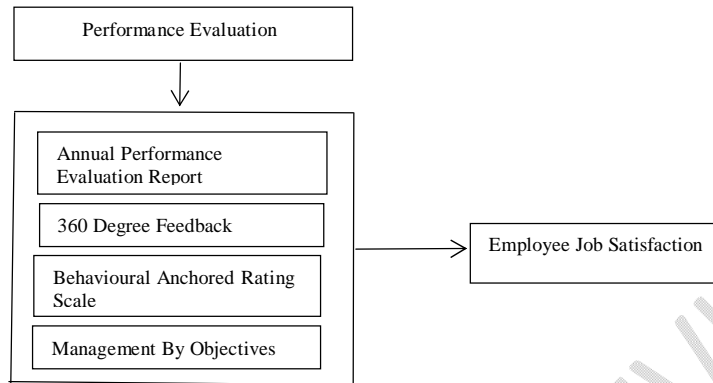 Performance Evaluation
Annual Performance
Evaluation Report
360 Degree Feedback
Employee Job Satisfaction
Behavioural Anchored Rating
Scale
Management By Objectives